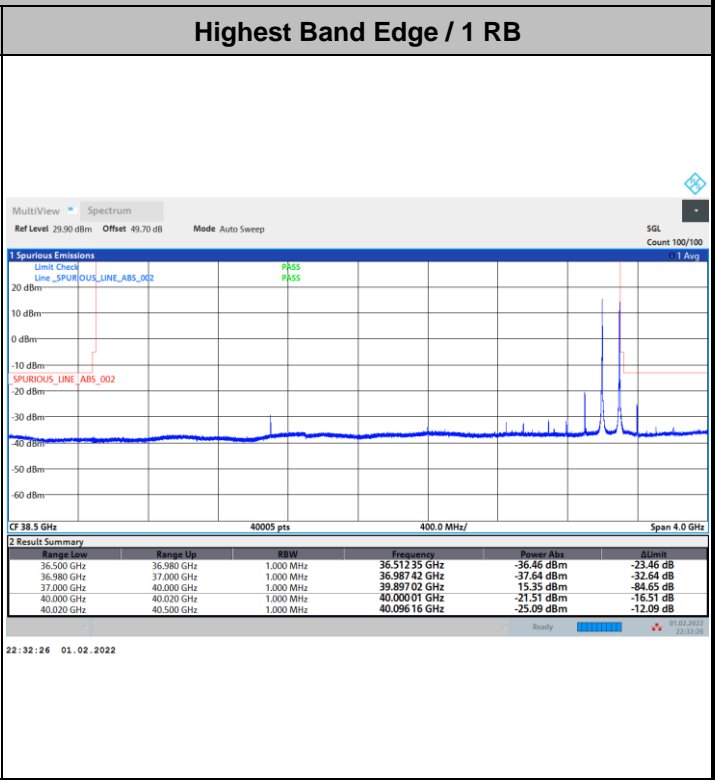 Highest Band Edge / 1 RB
MultiView Spectrum
Ref Level 29.90 dBm Offset 49.70 dB Mode Auto Sweep SGL
Count 100/100
1 Spurious Emissions 1 Avg
Limit Check PASS
Line _SPURIOUS_LINE_ABS_002 PASS
20 dBm
10 dBm
0 dBm
-10 dBm
_SPURIOUS_LINE_ABS_002
-20 dBm
-30 dBm
-40 dBm
-50 dBm
-60 dBm
CF 38.5 GHz 40005 pts 400.0 MHz/ Span 4.0 GHz
2 Result Summary
Range Low Range Up RBW Frequency Power Abs ΔLimit
36.500 GHz 36.980 GHz 1.000 MHz 36.51235 GHz -36.46 dBm -23.46 dB
36.980 GHz 37.000 GHz 1.000 MHz 36.98742 GHz -37.64 dBm -32.64 dB
37.000 GHz 40.000 GHz 1.000 MHz 39.89702 GHz 15.35 dBm -84.65 dB
40.000 GHz 40.020 GHz 1.000 MHz 40.00001 GHz -21.51 dBm -16.51 dB
40.020 GHz 40.500 GHz 1.000 MHz 40.09616 GHz -25.09 dBm -12.09 dB
Ready 01.02.2022
22:32:26
22:32:26 01.02.2022